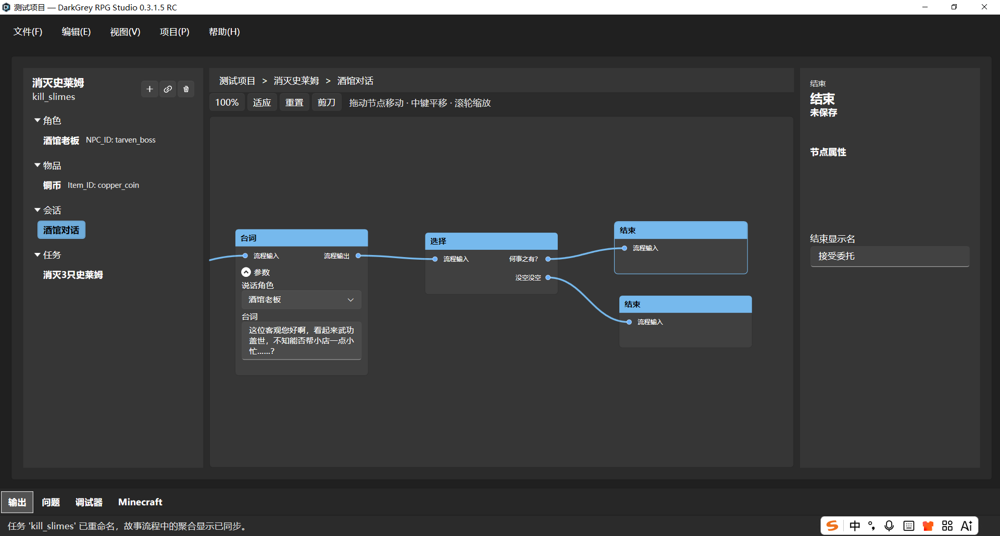 测试项目 — DarkGrey RPG Studio 0.3.1.5 RC
文件(F) 编辑(E) 视图(V) 项目(P) 帮助(H)
消灭史莱姆
kill_slimes
角色
酒馆老板 NPC_ID: tarven_boss
物品
铜币 Item_ID: copper_coin
会话
酒馆对话
任务
消灭3只史莱姆
测试项目 > 消灭史莱姆 > 酒馆对话
100% 适应 重置 剪刀 拖动节点移动 · 中键平移 · 滚轮缩放
台词
流程输入 流程输出
参数
说话角色
酒馆老板
台词
这位客观您好啊，看起来武功
盖世，不知能否帮小店一点小
忙……?
选择
流程输入 何事之有?
没空没空
结束
流程输入
结束
流程输入
结束
结束
未保存
节点属性
结束显示名
接受委托
输出 问题 调试器 Minecraft
任务 'kill_slimes' 已重命名，故事流程中的聚合显示已同步。
中